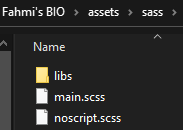 Fahmi's BIO > assets > sass >
Name
libs
main.scss
noscript.scss